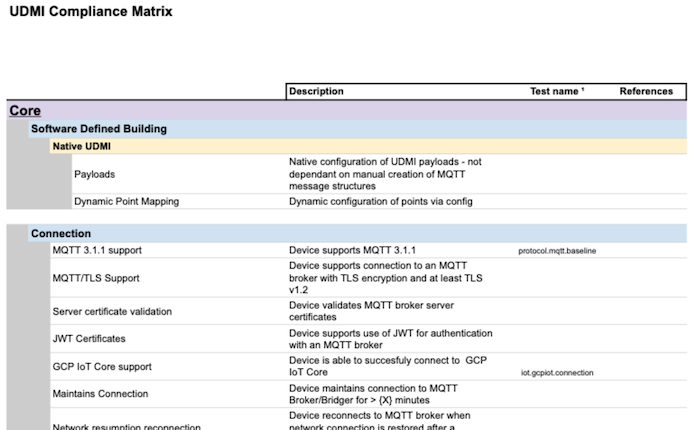 UDMI Compliance Matrix
Description Test name ¹ References
Core
Software Defined Building
Native UDMI
Payloads
Native configuration of UDMI payloads - not
dependant on manual creation of MQTT
message structures
Dynamic Point Mapping Dynamic configuration of points via config
Connection
MQTT 3.1.1 support Device supports MQTT 3.1.1 protocol.mqtt.baseline
MQTT/TLS Support
Device supports connection to an MQTT
broker with TLS encryption and at least TLS
v1.2
Server certificate validation
Device validates MQTT broker server
certificates
JWT Certificates
Device supports use of JWT for authentication
with an MQTT broker
GCP IoT Core support
Device is able to succesfuly connect to GCP
IoT Core
iot.gcpiot.connection
Maintains Connection
Device maintains connection to MQTT
Broker/Bridger for > {X} minutes
Network resumption reconnection
Device reconnects to MQTT broker when
network connection is restored after a